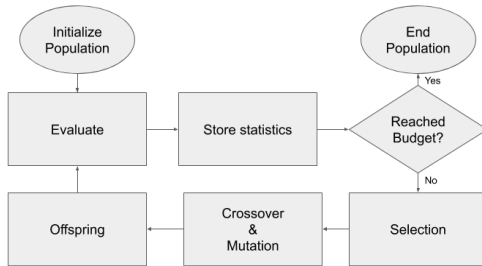 Initialize
Population
End
Population
Yes
Evaluate
Store statistics
Reached
Budget?
No
Offspring
Crossover
&
Mutation
Selection